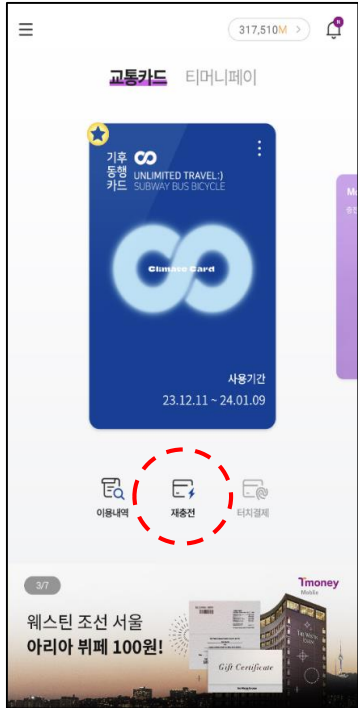 317,510M >
N
교통카드 티머니페이
기후
동행
카드
UNLIMITED TRAVEL:)
SUBWAY BUS BICYCLE
Climate Card
사용기간
23.12.11 ~ 24.01.09
이용내역 재충전 터치결제
3/7
Tmoney
Mobile
웨스틴 조선 서울
아리아 뷔페 100원!
Gift Certificate